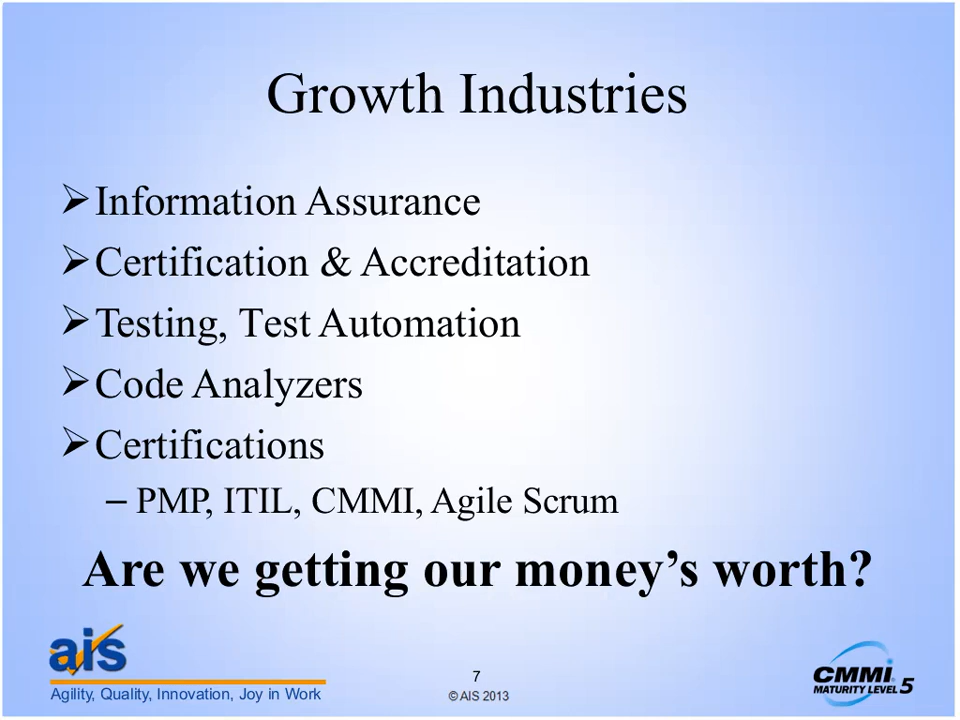 Growth Industries
Information Assurance
Certification & Accreditation
Testing, Test Automation
Code Analyzers
Certifications
– PMP, ITIL, CMMI, Agile Scrum
Are we getting our money’s worth?
ais
Agility, Quality, Innovation, Joy in Work
7
© AIS 2013
CMMI
MATURITY LEVEL 5